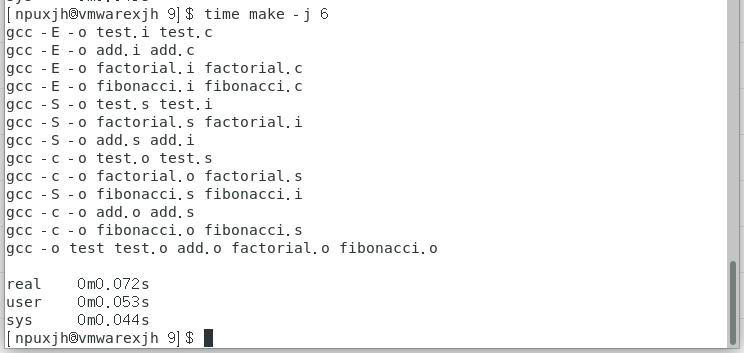 [npuxjh@vmwarexjh 9]$ time make -j 6
gcc -E -o test.i test.c
gcc -E -o add.i add.c
gcc -E -o factorial.i factorial.c
gcc -E -o fibonacci.i fibonacci.c
gcc -S -o test.s test.i
gcc -S -o factorial.s factorial.i
gcc -S -o add.s add.i
gcc -c -o test.o test.s
gcc -c -o factorial.o factorial.s
gcc -S -o fibonacci.s fibonacci.i
gcc -c -o add.o add.s
gcc -c -o fibonacci.o fibonacci.s
gcc -o test test.o add.o factorial.o fibonacci.o
real    0m0.072s
user    0m0.053s
sys     0m0.044s
[npuxjh@vmwarexjh 9]$